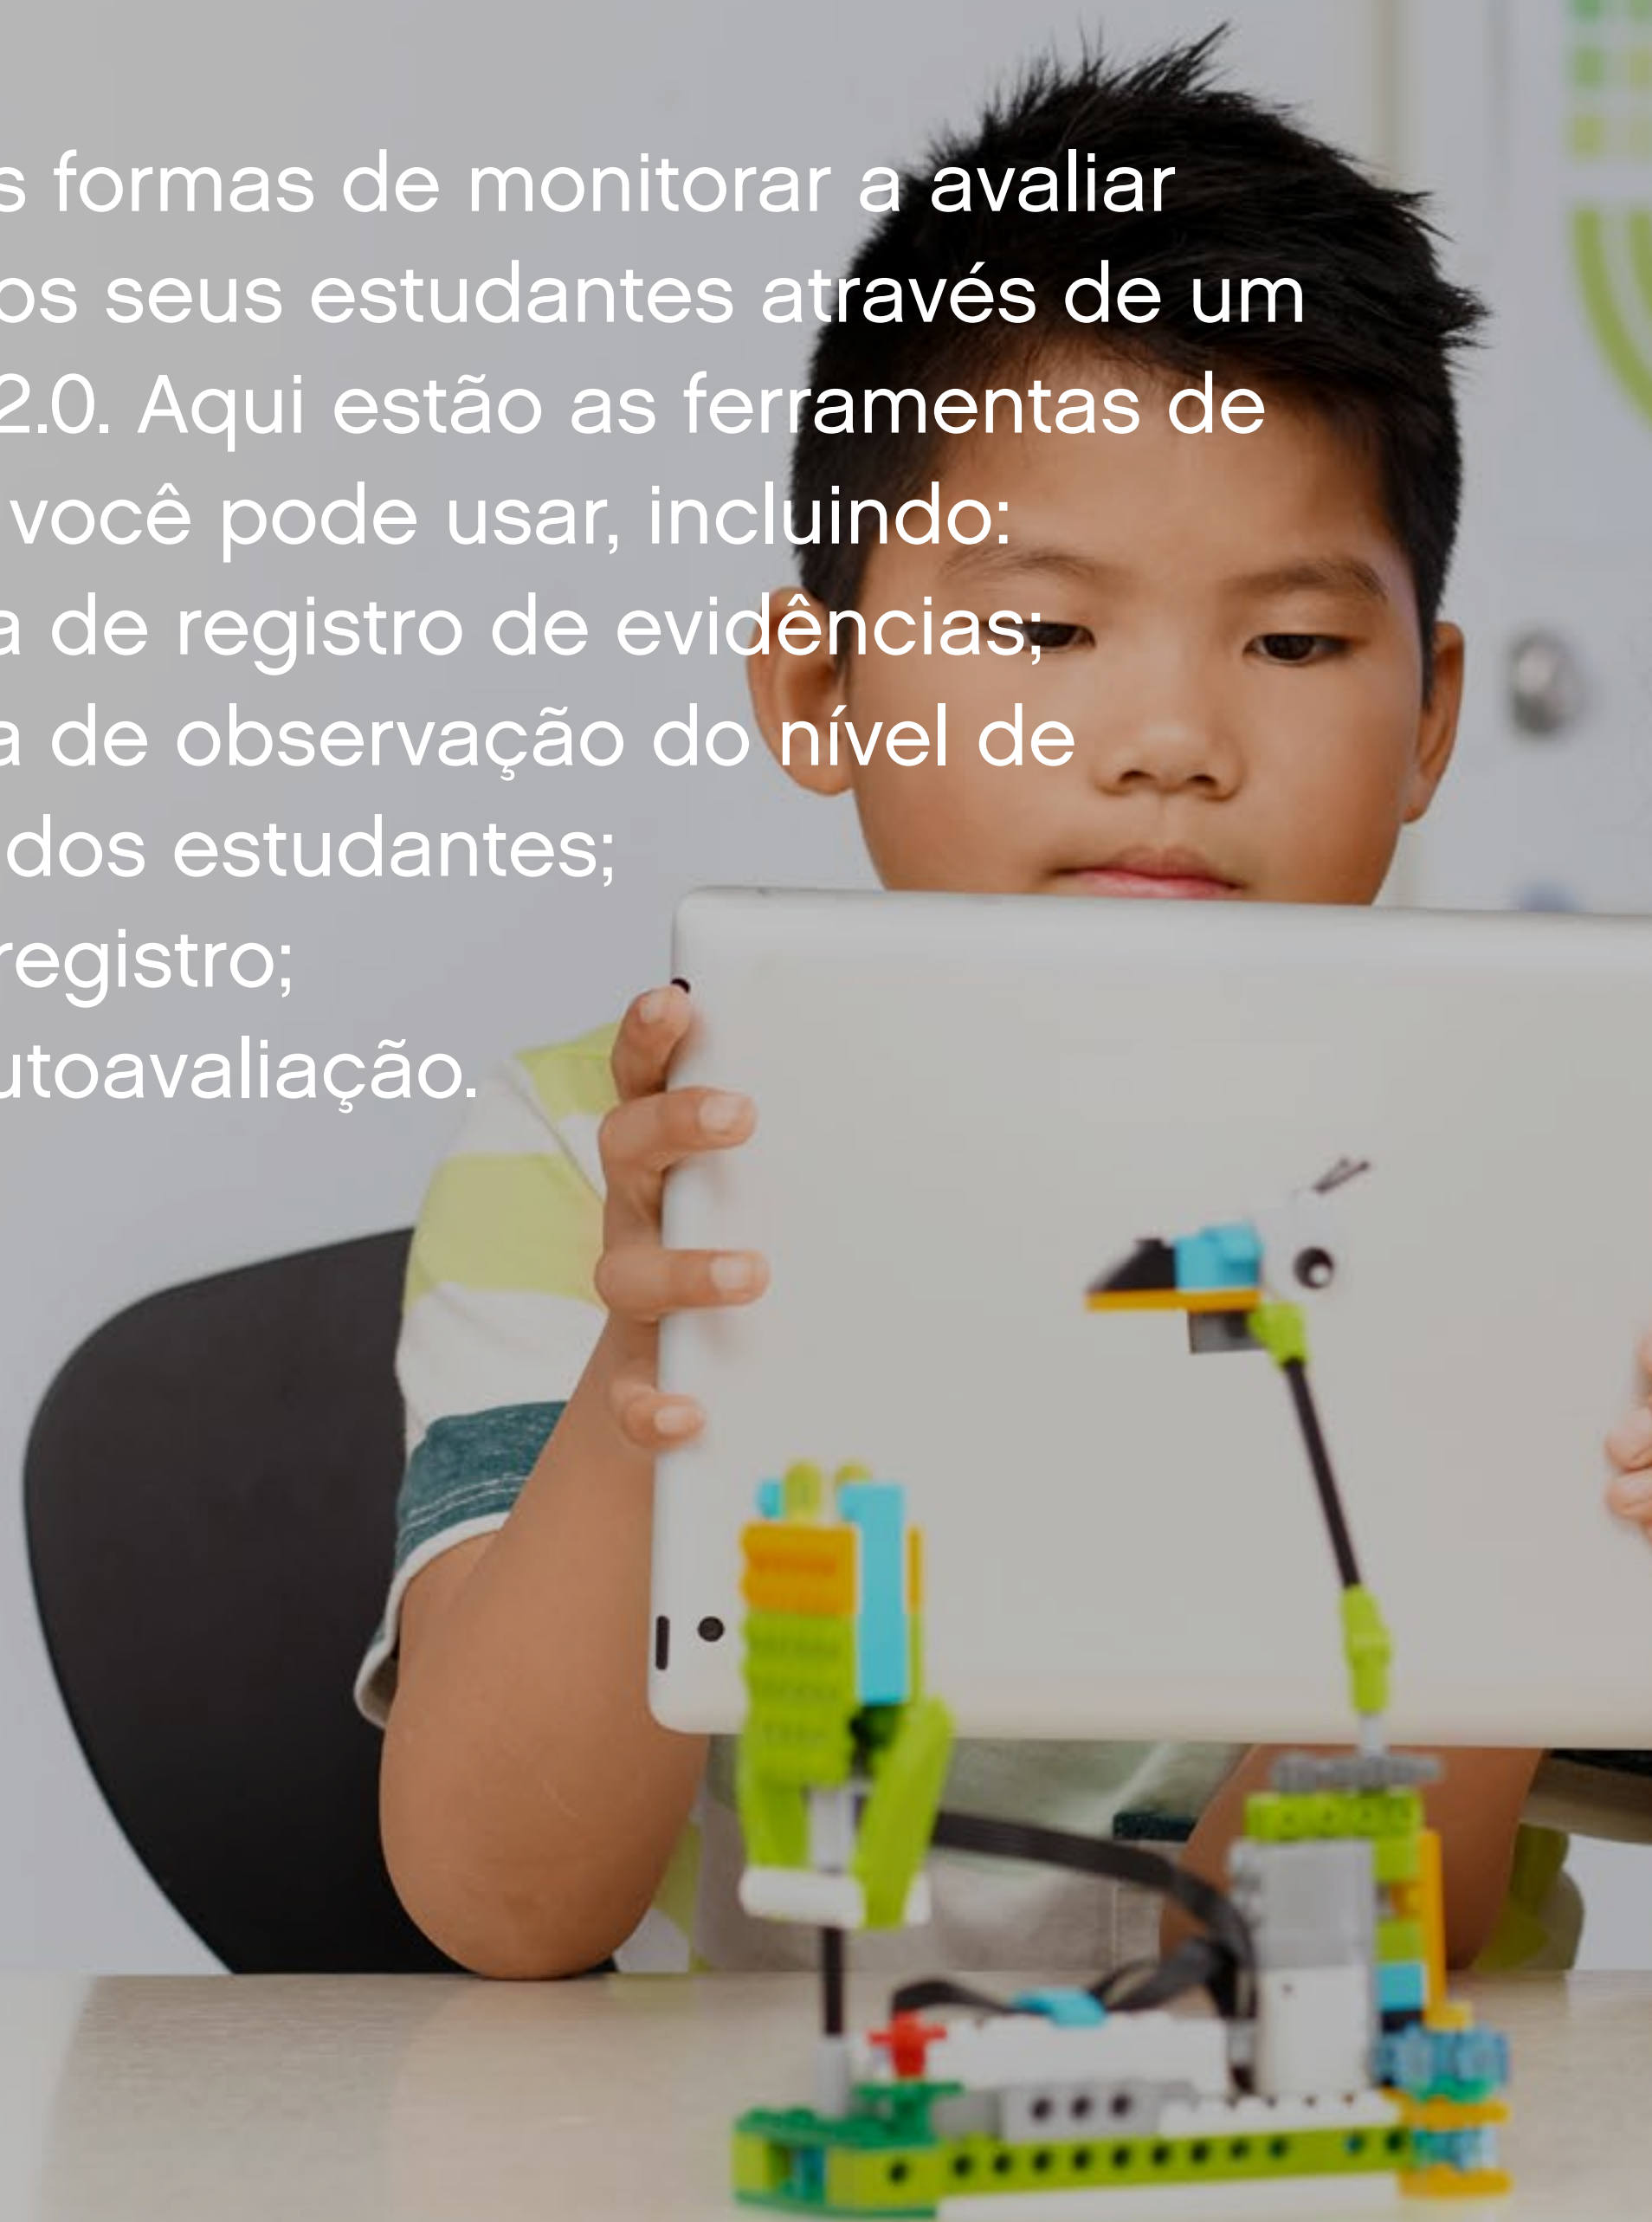 s formas de monitorar a avaliar
os seus estudantes através de um
2.0. Aqui estão as ferramentas de
você pode usar, incluindo:
a de registro de evidências;
a de observação do nível de
dos estudantes;
registro;
utoavaliação.